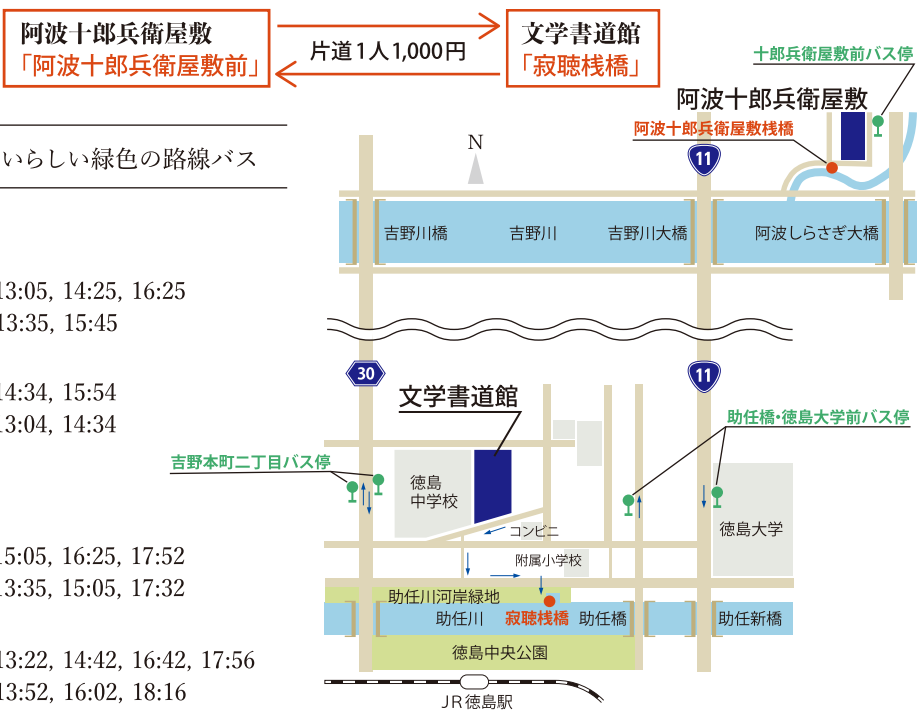 阿波十郎兵衛屋敷
「阿波十郎兵衛屋敷前」
片道1人1,000円
文学書道館
「寂聴桟橋」
いらしい緑色の路線バス
13:05, 14:25, 16:25
13:35, 15:45
14:34, 15:54
13:04, 14:34
15:05, 16:25, 17:52
13:35, 15:05, 17:32
13:22, 14:42, 16:42, 17:56
13:52, 16:02, 18:16
十郎兵衛屋敷前バス停
阿波十郎兵衛屋敷
阿波十郎兵衛屋敷桟橋
N
11
吉野川橋
吉野川
吉野川大橋
阿波しらさぎ大橋
30
11
文学書道館
助任橋・徳島大学前バス停
吉野本町二丁目バス停
徳島
中学校
徳島大学
コンビニ
附属小学校
助任川河岸緑地
助任川
寂聴桟橋
助任橋
助任新橋
徳島中央公園
JR徳島駅